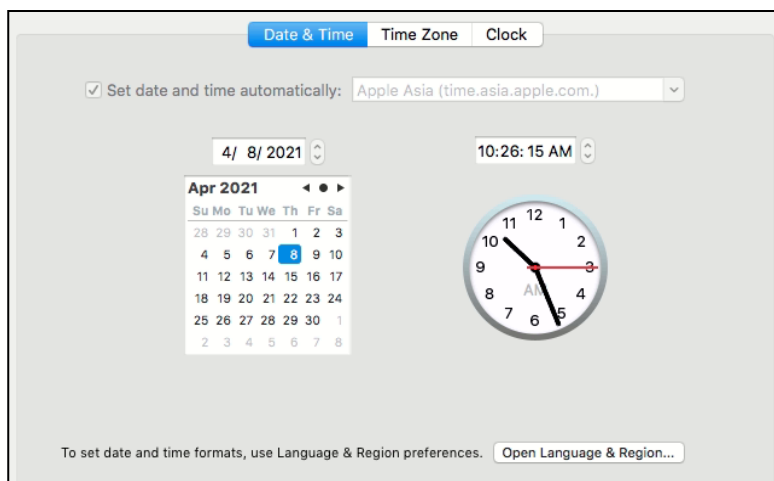 Date & Time Time Zone Clock
Set date and time automatically: Apple Asia (time.asia.apple.com.)
4/ 8/ 2021 10:26: 15 AM
Apr 2021
Su Mo Tu We Th Fr Sa
28 29 30 31 1 2 3
4 5 6 7 8 9 10
11 12 13 14 15 16 17
18 19 20 21 22 23 24
25 26 27 28 29 30 1
2 3 4 5 6 7 8
12
11 1
10 2
9 3
AM
8 4
7 5
6
To set date and time formats, use Language & Region preferences. Open Language & Region...